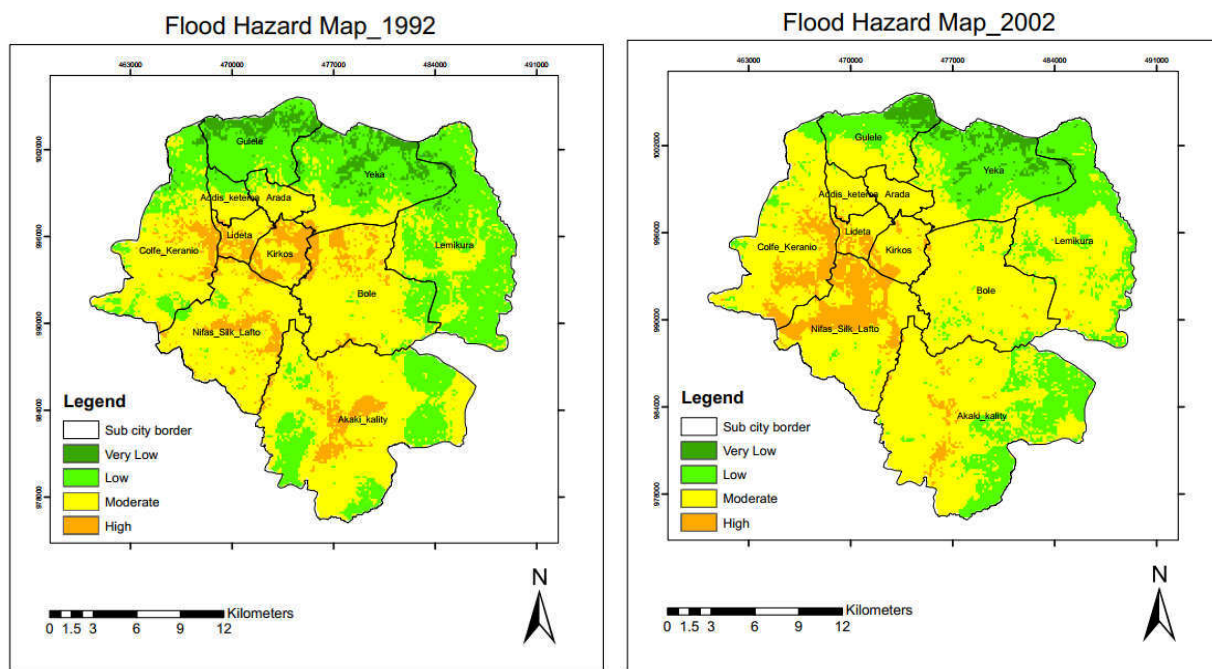 Flood Hazard Map_1992
463000 470000 477000 484000 491000
978000 984000 990000 996000 1002000
Gulele
Yeka
Addis_ketema Arada
Lideta
Kirkos
Colfe_Keranio
Lemikura
Bole
Nifas_Silk_Lafto
Akaki_kality
Legend
Sub city border
Very Low
Low
Moderate
High
0 1.5 3 6 9 12 Kilometers
N
Flood Hazard Map_2002
463000 470000 477000 484000 491000
978000 984000 990000 996000 1002000
Gulele
Yeka
Addis_ketema Arada
Lideta
Kirkos
Colfe_Keranio
Lemikura
Bole
Nifas_Silk_Lafto
Akaki_kality
Legend
Sub city border
Very Low
Low
Moderate
High
0 1.5 3 6 9 12 Kilometers
N